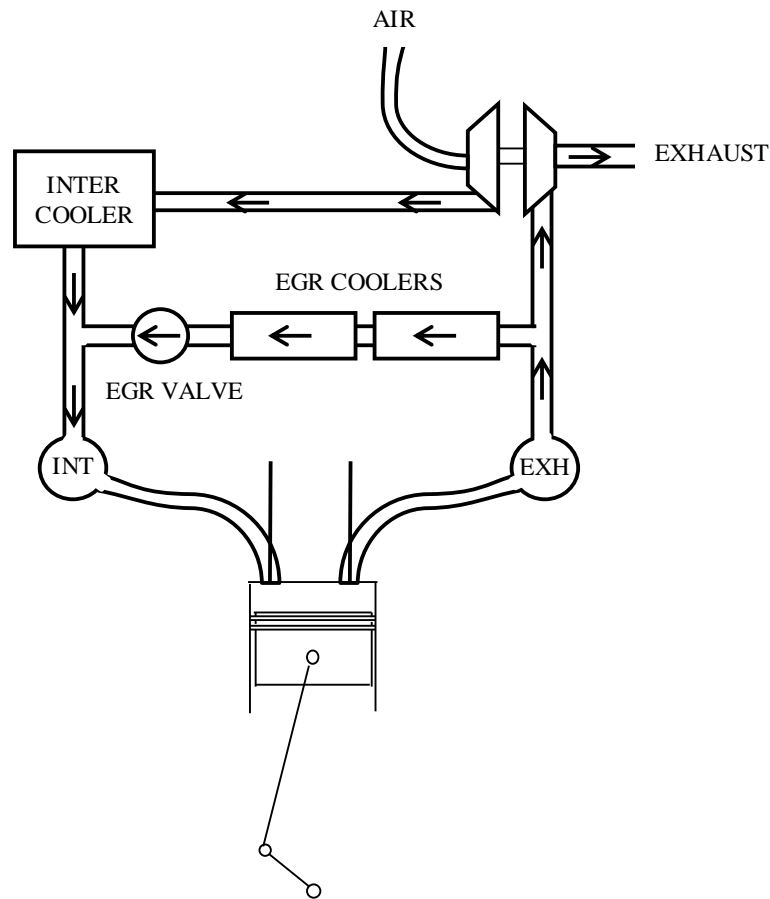 AIR
EXHAUST
INTER
COOLER
EGR COOLERS
EGR VALVE
INT
EXH